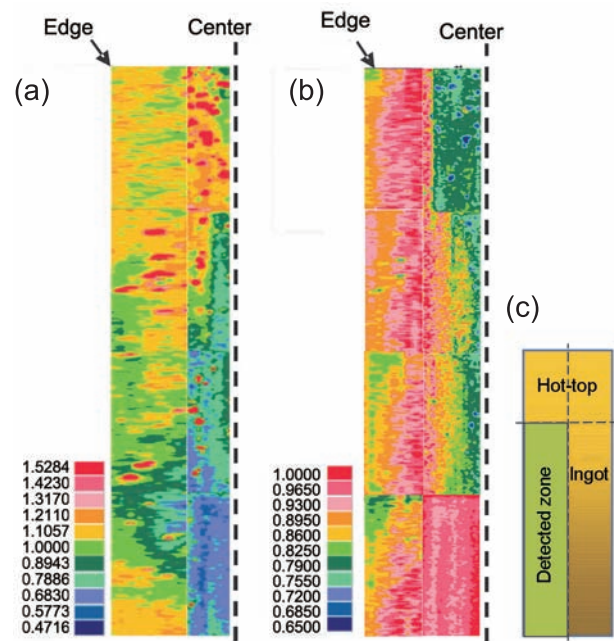 Edge
Center
(a)
1.5284
1.4230
1.3170
1.2110
1.1057
1.0000
0.8943
0.7886
0.6830
0.5773
0.4716
Edge
Center
(b)
1.0000
0.9650
0.9300
0.8950
0.8600
0.8250
0.7900
0.7550
0.7200
0.6850
0.6500
(c)
Hot-top
Detected zone
Ingot